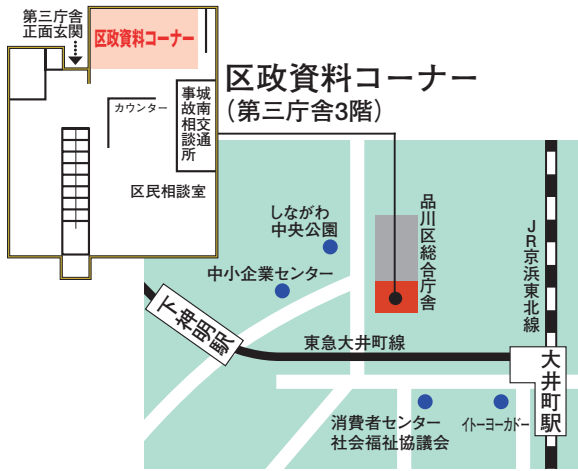 第三庁舎
正面玄関
区政資料コーナー
カウンター
城南交通
事故相談所
区民相談室
区政資料コーナー
（第三庁舎3階）
品川区総合庁舎
しながわ
中央公園
中小企業センター
JR京浜東北線
下神明駅
東急大井町線
大井町駅
消費者センター
社会福祉協議会
イトーヨーカドー